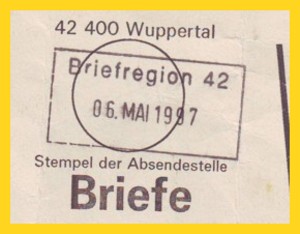 42 400 Wuppertal
Briefregion 42
06. MAI 1997
Stempel der Absendestelle
Briefe